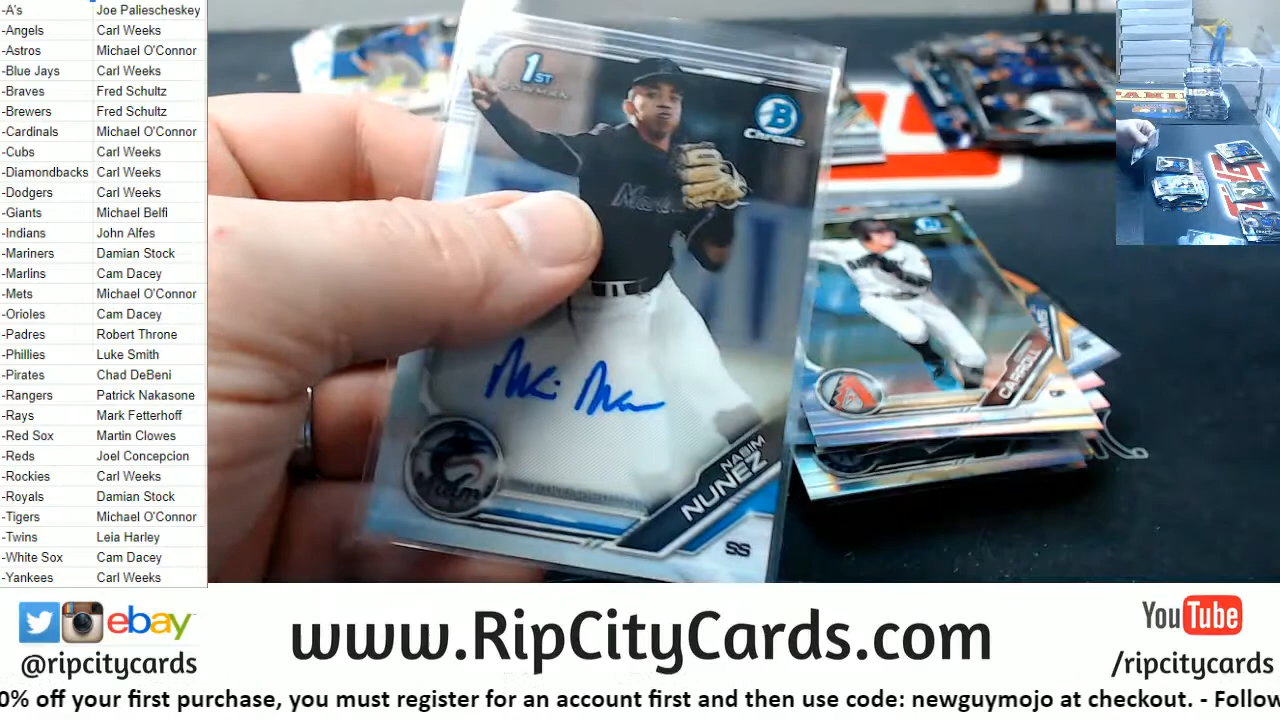 -A's Joe Paliescheskey
-Angels Carl Weeks
-Astros Michael O'Connor
-Blue Jays Carl Weeks
-Braves Fred Schultz
-Brewers Fred Schultz
-Cardinals Michael O'Connor
-Cubs Carl Weeks
-Diamondbacks Carl Weeks
-Dodgers Carl Weeks
-Giants Michael Belfi
-Indians John Alfes
-Mariners Damian Stock
-Marlins Cam Dacey
-Mets Michael O'Connor
-Orioles Cam Dacey
-Padres Robert Throne
-Phillies Luke Smith
-Pirates Chad DeBeni
-Rangers Patrick Nakasone
-Rays Mark Fetterhoff
-Red Sox Martin Clowes
-Reds Joel Concepcion
-Rockies Carl Weeks
-Royals Damian Stock
-Tigers Michael O'Connor
-Twins Leia Harley
-White Sox Cam Dacey
-Yankees Carl Weeks
1ST
BOWMAN
B
Chrome
NASIM
NUNEZ
SS
CARROLL
PANINI
ebay
@ripcitycards
www.RipCityCards.com
YouTube
/ripcitycards
0% off your first purchase, you must register for an account first and then use code: newguymojo at checkout. - Follow